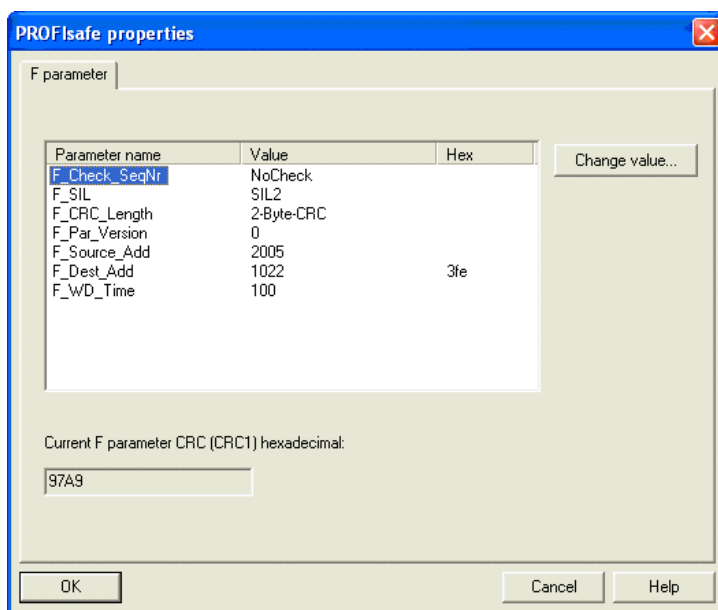 PROFIsafe properties
F parameter
Parameter name Value Hex
F_Check_SeqNr NoCheck
F_SIL SIL2
F_CRC_Length 2-Byte-CRC
F_Par_Version 0
F_Source_Add 2005
F_Dest_Add 1022 3fe
F_WD_Time 100
Change value...
Current F parameter CRC (CRC1) hexadecimal:
97A9
OK Cancel Help